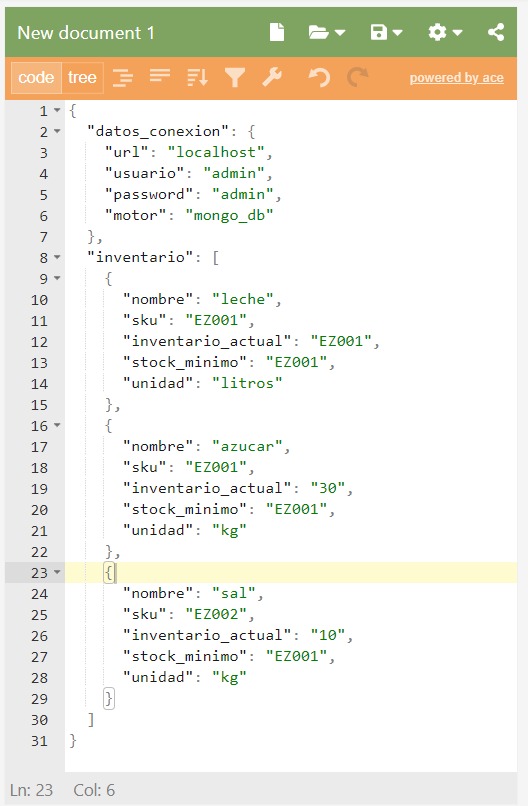 New document 1
code tree powered by ace
1 {
2 "datos_conexion": {
3 "url": "localhost",
4 "usuario": "admin",
5 "password": "admin",
6 "motor": "mongo_db"
7 },
8 "inventario": [
9 {
10 "nombre": "leche",
11 "sku": "EZ001",
12 "inventario_actual": "EZ001",
13 "stock_minimo": "EZ001",
14 "unidad": "litros"
15 },
16 {
17 "nombre": "azucar",
18 "sku": "EZ001",
19 "inventario_actual": "30",
20 "stock_minimo": "EZ001",
21 "unidad": "kg"
22 },
23 {
24 "nombre": "sal",
25 "sku": "EZ002",
26 "inventario_actual": "10",
27 "stock_minimo": "EZ001",
28 "unidad": "kg"
29 }
30 ]
31 }
Ln: 23 Col: 6